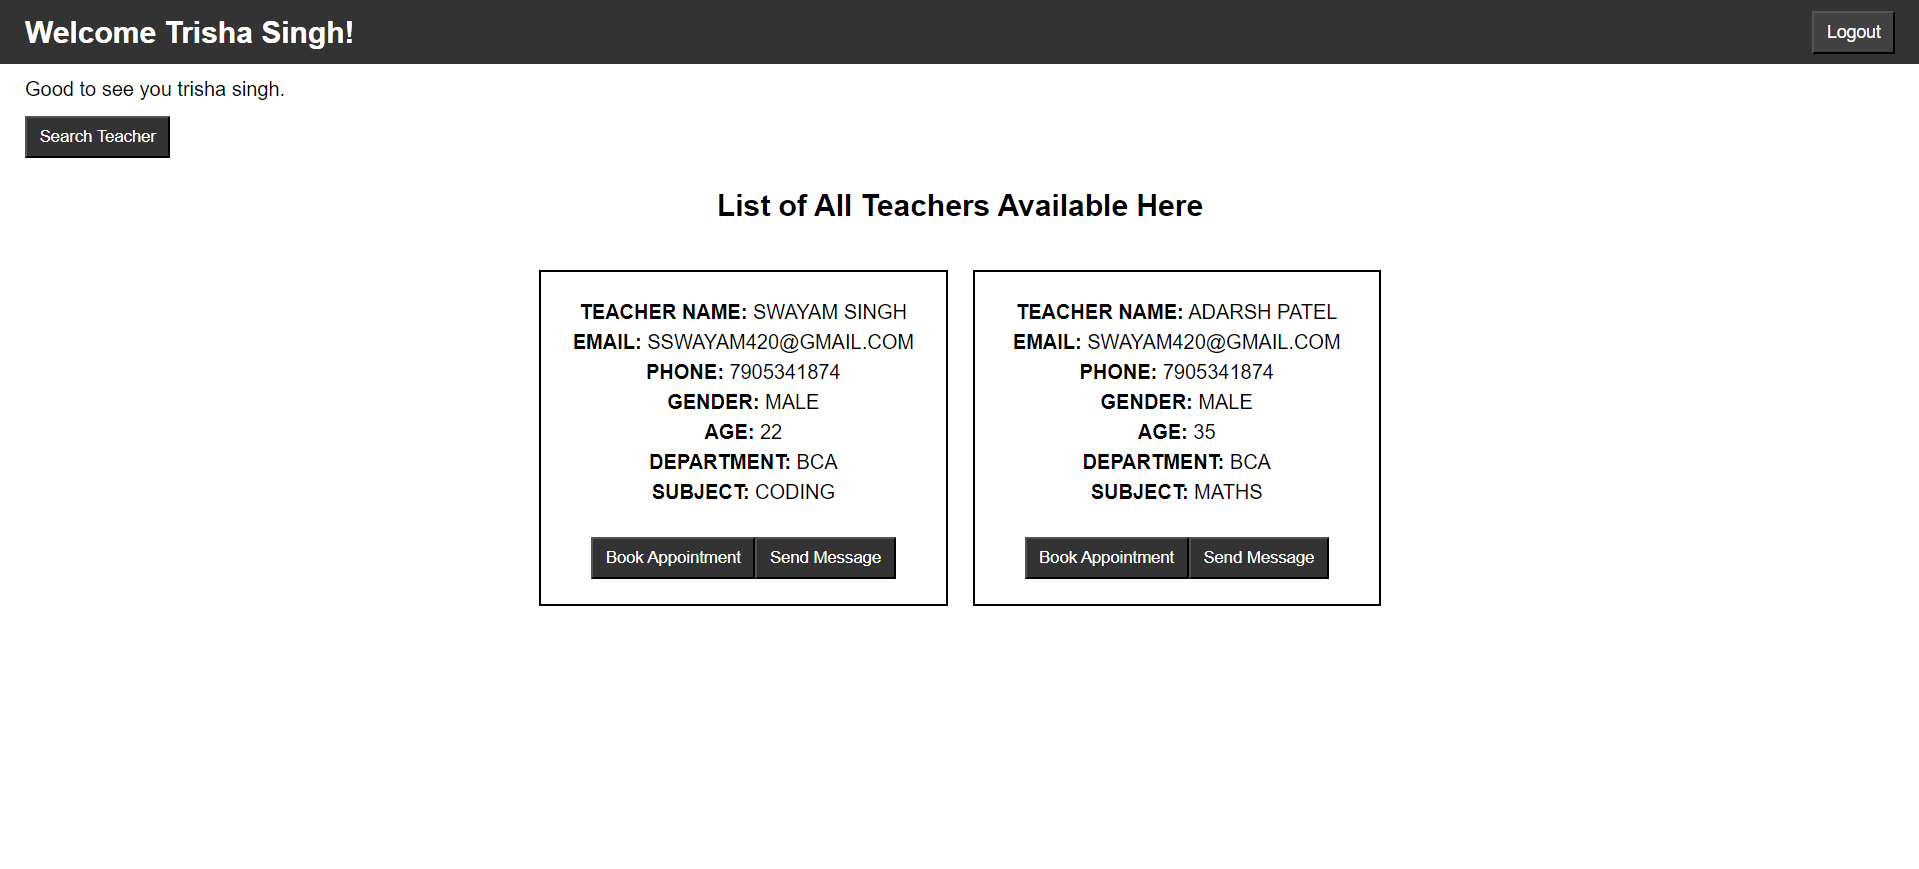 Welcome Trisha Singh!
Logout
Good to see you trisha singh.
Search Teacher
List of All Teachers Available Here
TEACHER NAME: SWAYAM SINGH
EMAIL: SSWAYAM420@GMAIL.COM
PHONE: 7905341874
GENDER: MALE
AGE: 22
DEPARTMENT: BCA
SUBJECT: CODING
Book Appointment
Send Message
TEACHER NAME: ADARSH PATEL
EMAIL: SWAYAM420@GMAIL.COM
PHONE: 7905341874
GENDER: MALE
AGE: 35
DEPARTMENT: BCA
SUBJECT: MATHS
Book Appointment
Send Message